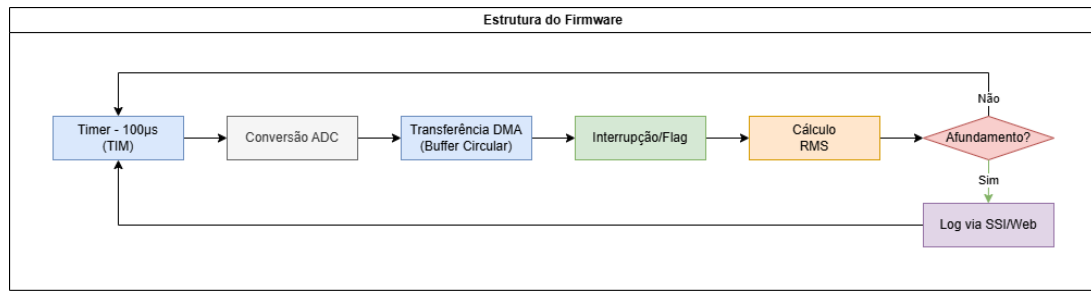 Estrutura do Firmware
Não
Timer - 100µs
(TIM)
Conversão ADC
Transferência DMA
(Buffer Circular)
Interrupção/Flag
Cálculo
RMS
Afundamento?
Sim
Log via SSI/Web